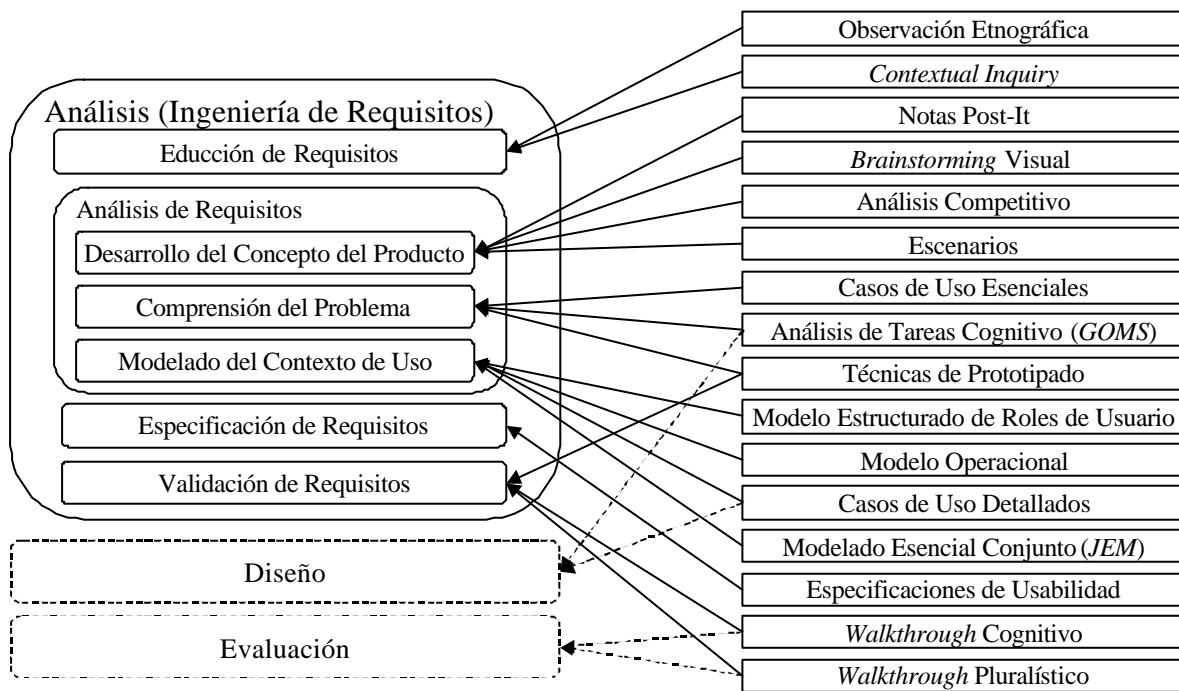 Análisis (Ingeniería de Requisitos)
Educción de Requisitos
Análisis de Requisitos
Desarrollo del Concepto del Producto
Comprensión del Problema
Modelado del Contexto de Uso
Especificación de Requisitos
Validación de Requisitos
Diseño
Evaluación
Observación Etnográfica
Contextual Inquiry
Notas Post-It
Brainstorming Visual
Análisis Competitivo
Escenarios
Casos de Uso Esenciales
Análisis de Tareas Cognitivo (GOMS)
Técnicas de Prototipado
Modelo Estructurado de Roles de Usuario
Modelo Operacional
Casos de Uso Detallados
Modelado Esencial Conjunto (JEM)
Especificaciones de Usabilidad
Walkthrough Cognitivo
Walkthrough Pluralístico